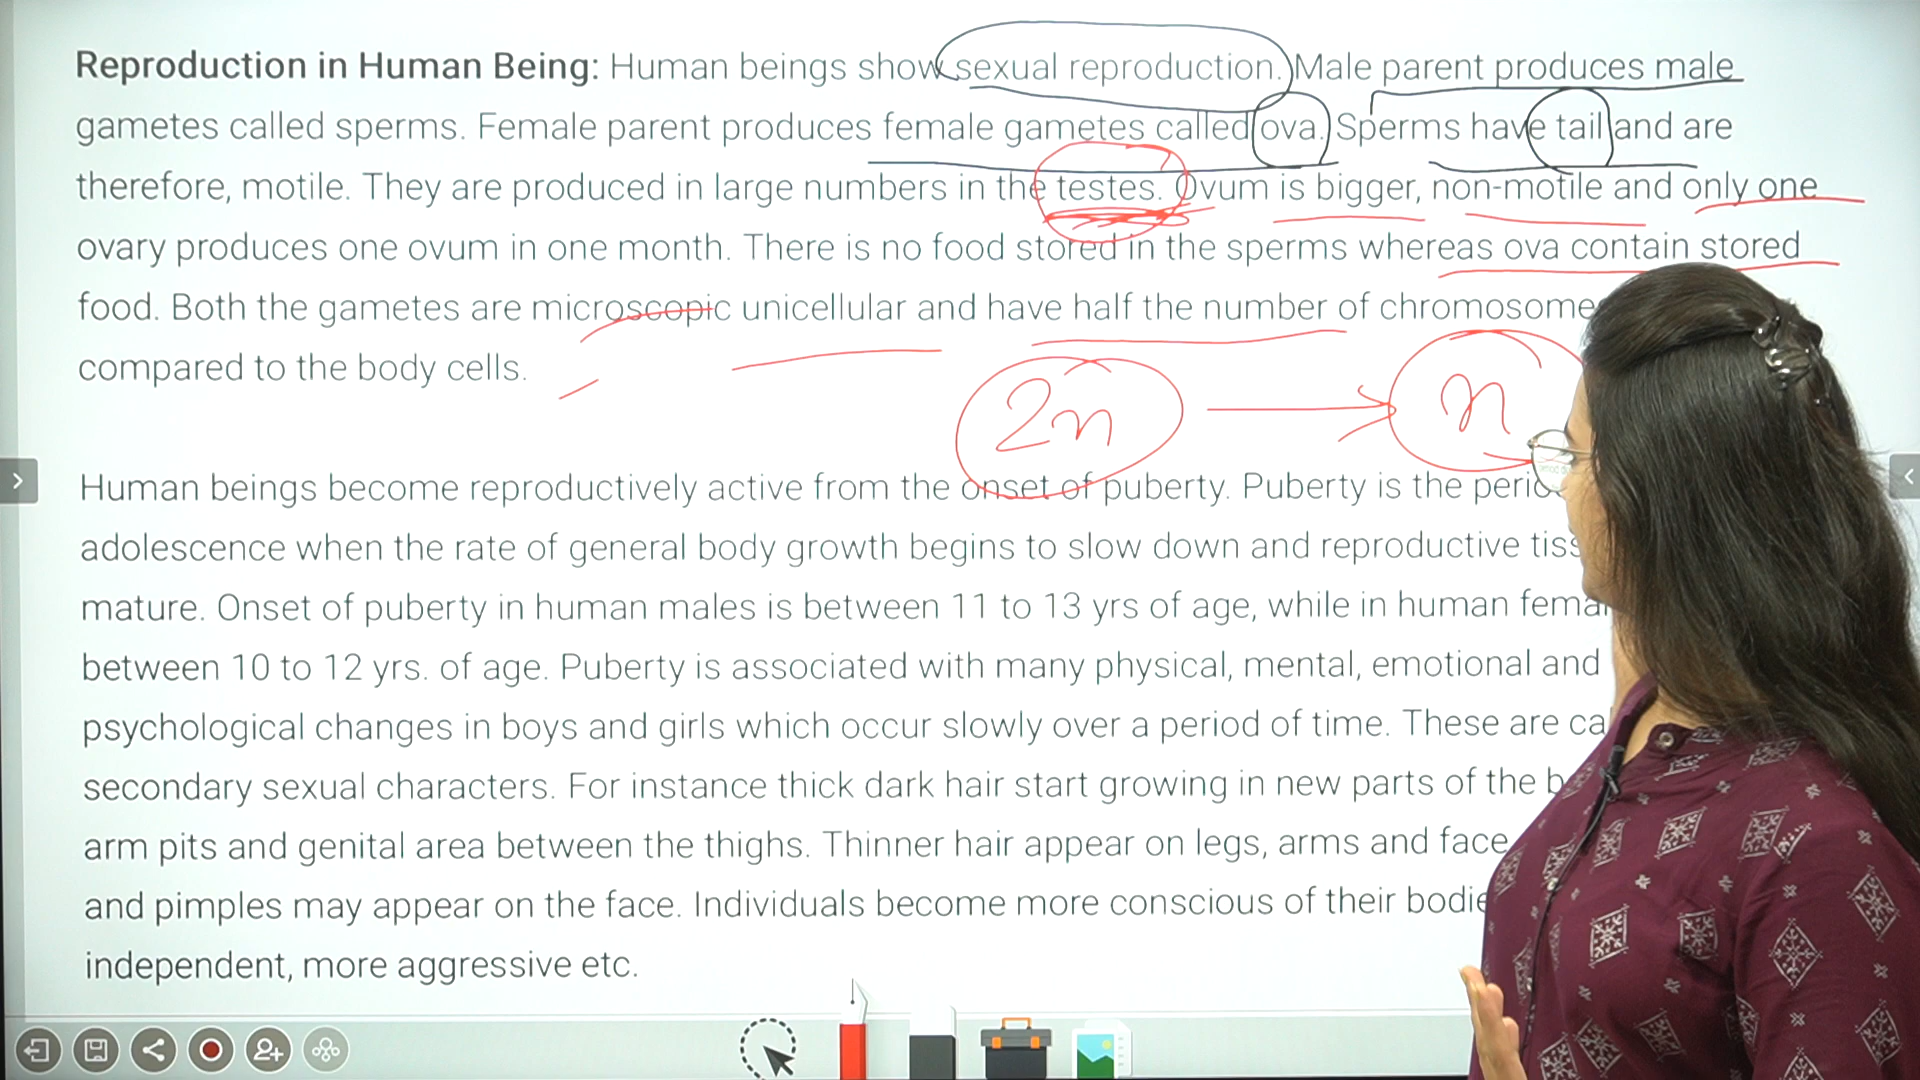 Reproduction in Human Being: Human beings show sexual reproduction. Male parent produces male
gametes called sperms. Female parent produces female gametes called ova. Sperms have tail and are
therefore, motile. They are produced in large numbers in the testes. Ovum is bigger, non-motile and only one
ovary produces one ovum in one month. There is no food stored in the sperms whereas ova contain stored
food. Both the gametes are microscopic unicellular and have half the number of chromosome
compared to the body cells.
2n → n
Human beings become reproductively active from the onset of puberty. Puberty is the
adolescence when the rate of general body growth begins to slow down and reproductive
mature. Onset of puberty in human males is between 11 to 13 yrs of age, while in human
between 10 to 12 yrs. of age. Puberty is associated with many physical, mental, emotional and
psychological changes in boys and girls which occur slowly over a period of time. These are
secondary sexual characters. For instance thick dark hair start growing in new parts of the
arm pits and genital area between the thighs. Thinner hair appear on legs, arms and face
and pimples may appear on the face. Individuals become more conscious of their
independent, more aggressive etc.